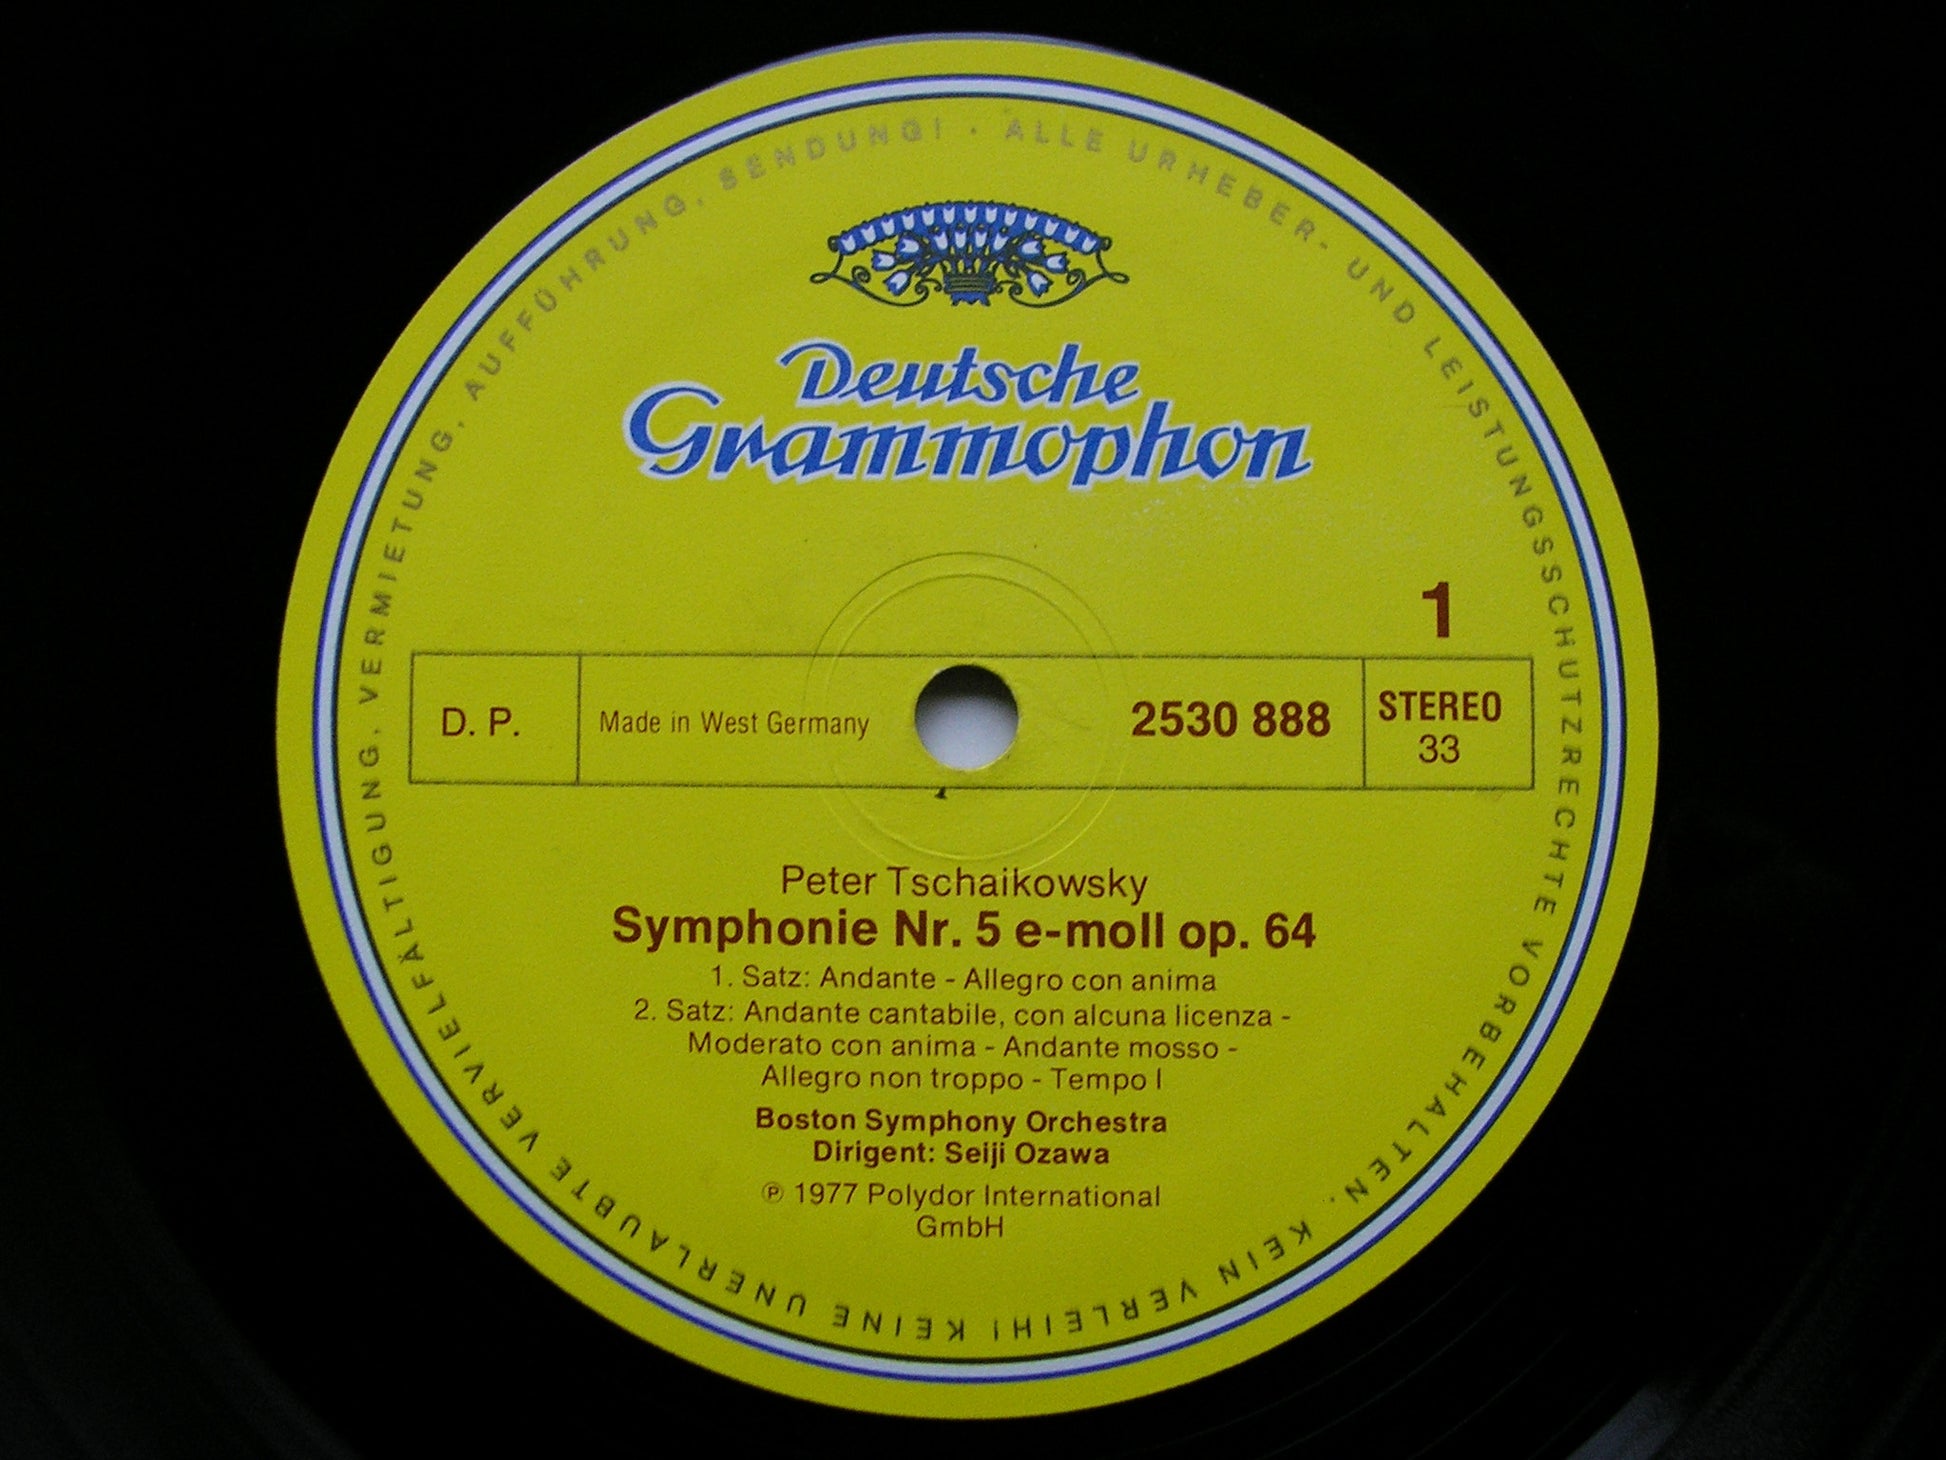 ALLE URHEBER- UND LEISTUNGSSCHUTZRECHTE VORBEHALTEN. KEIN VERLEIH! KEINE UNERLAUBTE VERVIELFÄLTIGUNG, VERMIETUNG, AUFFÜHRUNG, SENDUNG! ·
Deutsche
Grammophon
1
D. P.
Made in West Germany
2530 888
STEREO
33
Peter Tschaikowsky
Symphonie Nr. 5 e-moll op. 64
1. Satz: Andante - Allegro con anima
2. Satz: Andante cantabile, con alcuna licenza -
Moderato con anima - Andante mosso -
Allegro non troppo - Tempo I
Boston Symphony Orchestra
Dirigent: Seiji Ozawa
℗ 1977 Polydor International
GmbH